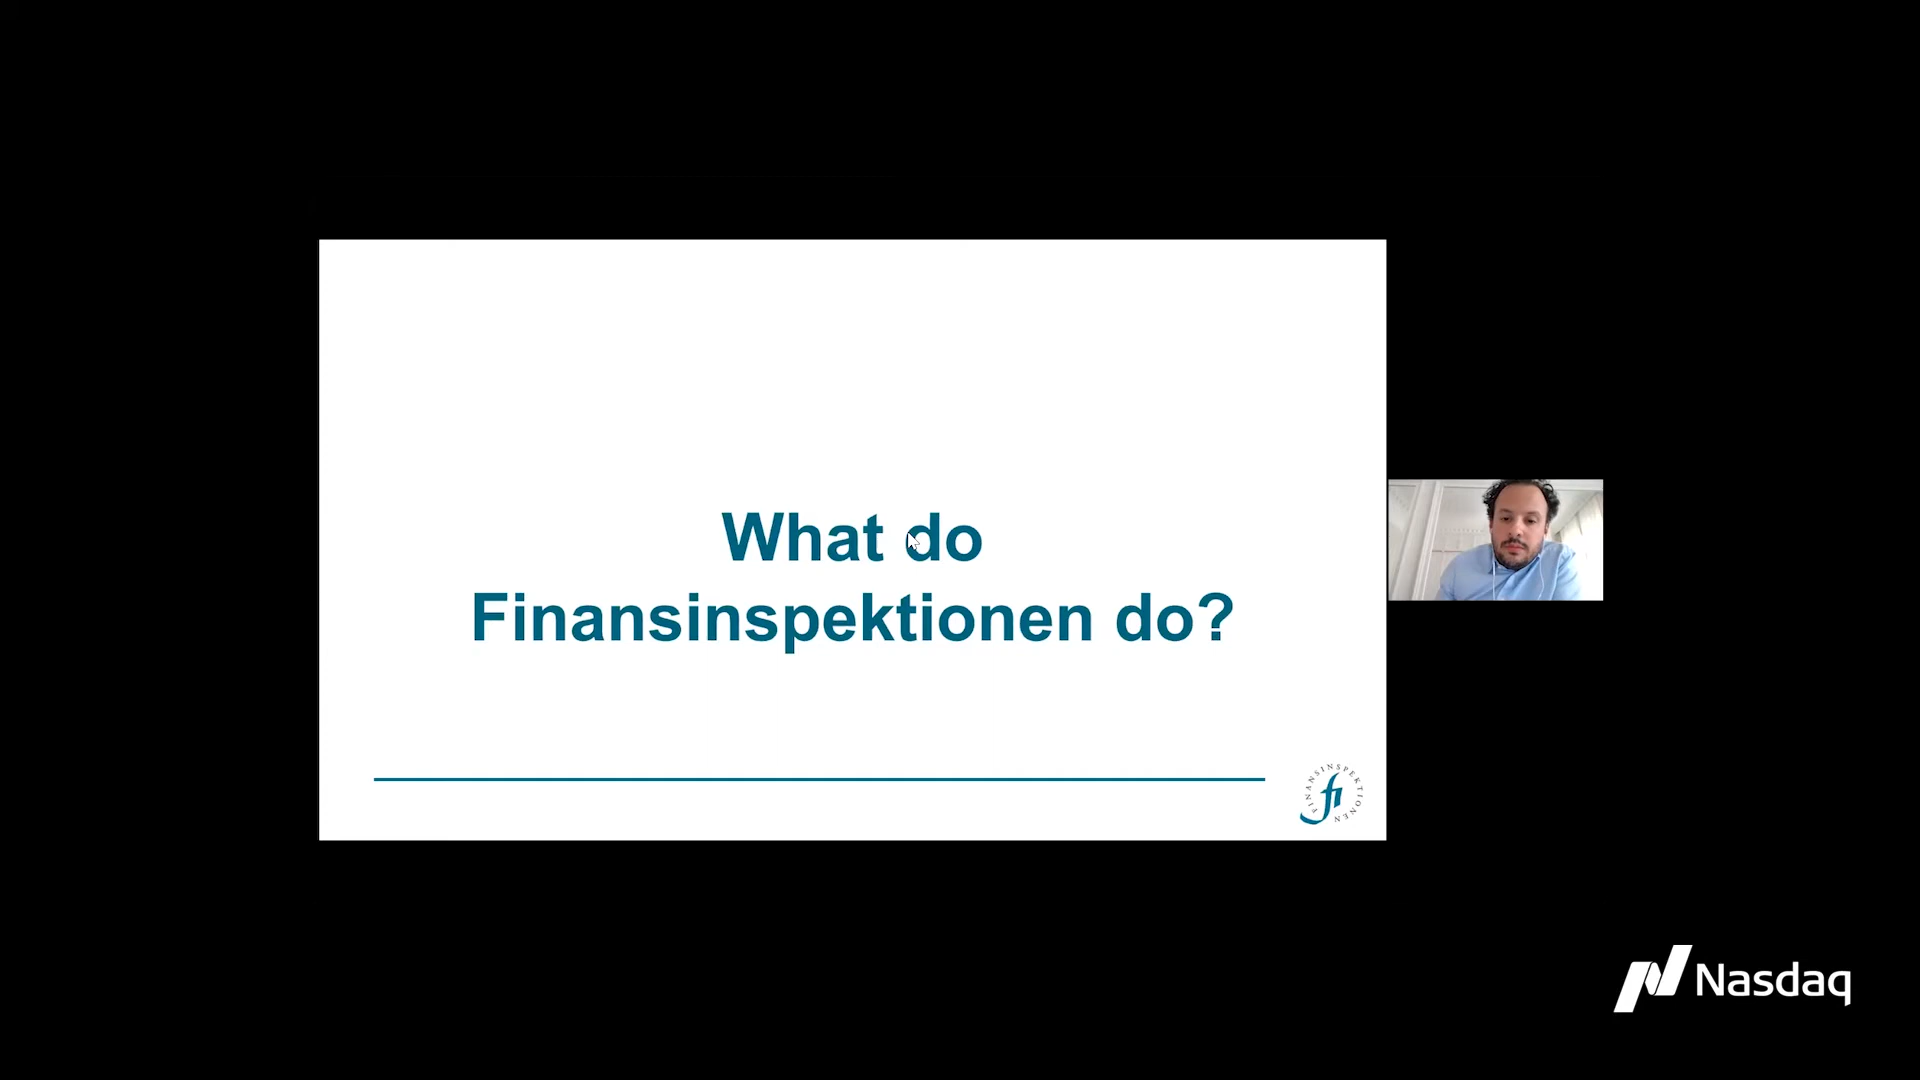 What do
Finansinspektionen do?
FINANSINSPEKTIONEN
fi
Nasdaq